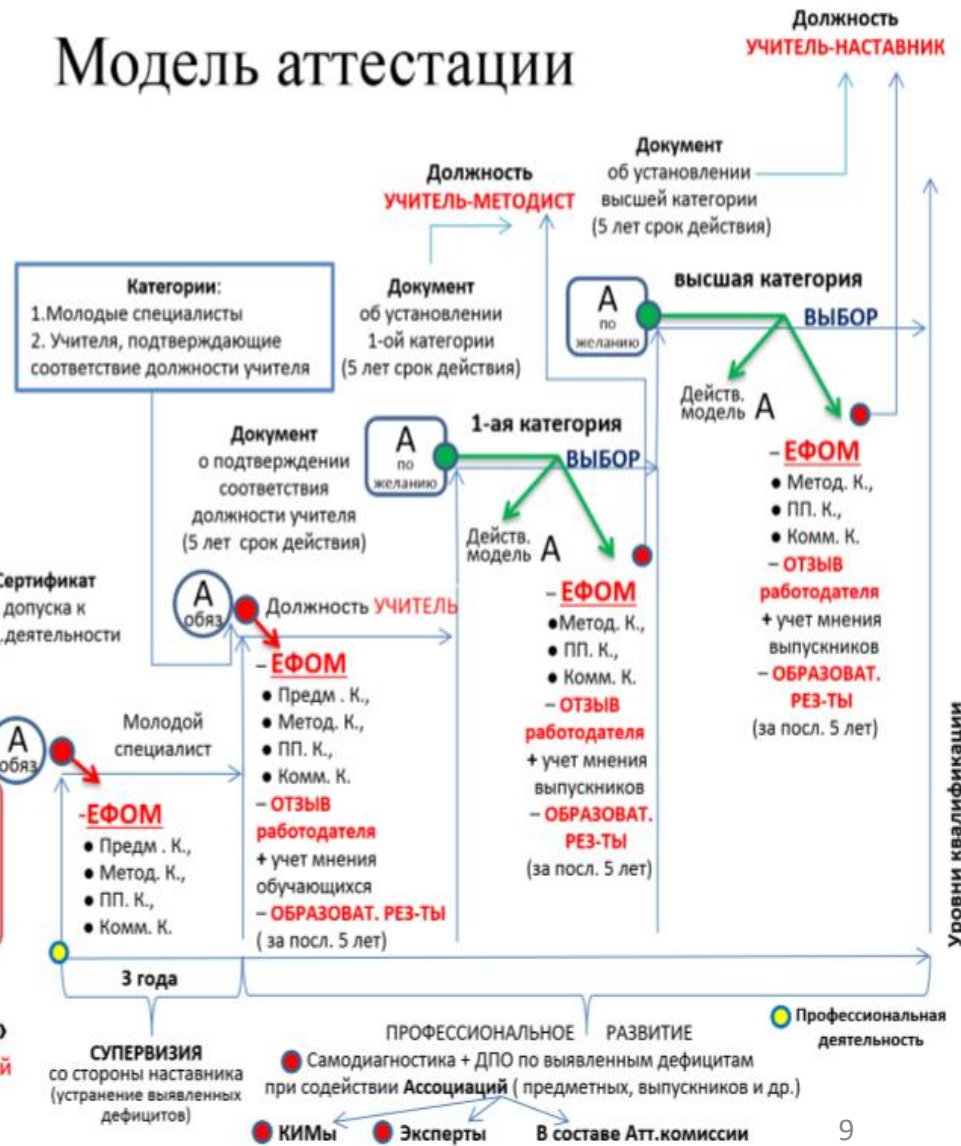 Модель аттестации
Должность
УЧИТЕЛЬ-НАСТАВНИК
Документ
об установлении
высшей категории
(5 лет срок действия)
Должность
УЧИТЕЛЬ-МЕТОДИСТ
Категории:
1.Молодые специалисты
2. Учителя, подтверждающие
соответствие должности учителя
Документ
об установлении
1-ой категории
(5 лет срок действия)
А
по
желанию
высшая категория
ВЫБОР
Действ.
модель А
– ЕФОМ
● Метод. К.,
● ПП. К.,
● Комм. К.
– ОТЗЫВ
работодателя
+ учет мнения
выпускников
– ОБРАЗОВАТ.
РЕЗ-ТЫ
(за посл. 5 лет)
Документ
о подтверждении
соответствия
должности учителя
(5 лет срок действия)
А
по
желанию
1-ая категория
ВЫБОР
Действ.
модель А
– ЕФОМ
●Метод. К.,
● ПП. К.,
● Комм. К.
– ОТЗЫВ
работодателя
+ учет мнения
выпускников
– ОБРАЗОВАТ.
РЕЗ-ТЫ
(за посл. 5 лет)
Сертификат
допуска к
.деятельности
А
обяз
Должность УЧИТЕЛЬ
– ЕФОМ
● Предм . К.,
● Метод. К.,
● ПП. К.,
● Комм. К.
– ОТЗЫВ
работодателя
+ учет мнения
обучающихся
– ОБРАЗОВАТ. РЕЗ-ТЫ
( за посл. 5 лет)
А
обяз
Молодой
специалист
-ЕФОМ
● Предм . К.,
● Метод. К.,
● ПП. К.,
● Комм. К.
Уровни квалификации
3 года
СУПЕРВИЗИЯ
со стороны наставника
(устранение выявленных
дефицитов)
ПРОФЕССИОНАЛЬНОЕ РАЗВИТИЕ
Самодиагностика + ДПО по выявленным дефицитам
при содействии Ассоциаций ( предметных, выпускников и др.)
КИМы Эксперты В составе Атт.комиссии
Профессиональная
деятельность
9